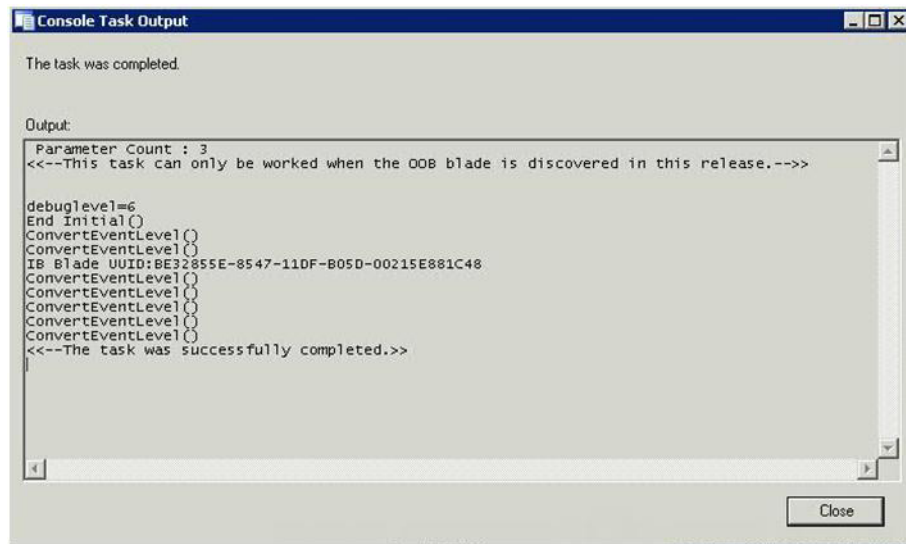 Console Task Output
The task was completed.
Output:
Parameter Count : 3
<<--This task can only be worked when the OOB blade is discovered in this release.-->>
debuglevel=6
End Initial()
ConvertEventLevel()
ConvertEventLevel()
IB Blade UUID:BE32855E-8547-11DF-B05D-00215E881C48
ConvertEventLevel()
ConvertEventLevel()
ConvertEventLevel()
ConvertEventLevel()
ConvertEventLevel()
<<--The task was successfully completed.>>
Close